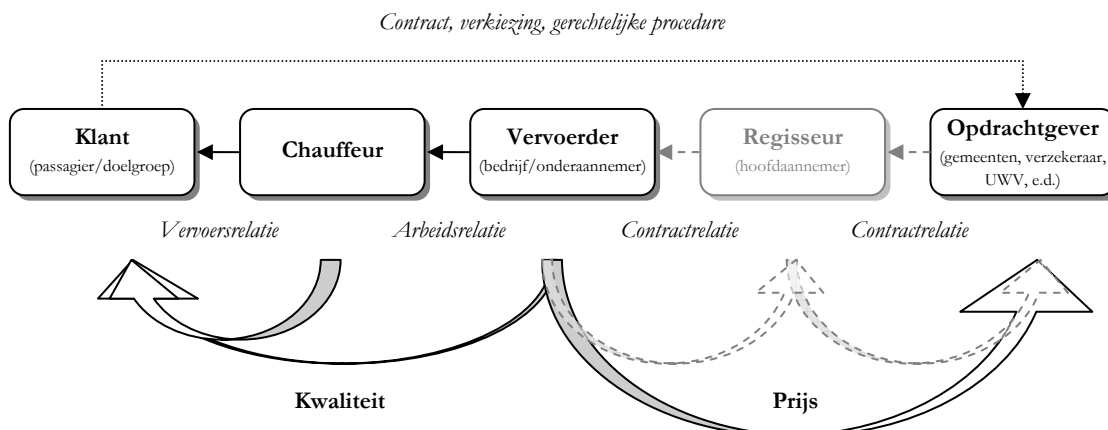 Contract, verkiezing, gerechtelijke procedure
Klant
(passagier/doelgroep)
Chauffeur
Vervoerder
(bedrijf/onderaannemer)
Regisseur
(hoofdaannemer)
Opdrachtgever
(gemeenten, verzekeraar,
UWV, e.d.)
Vervoersrelatie
Arbeidsrelatie
Contractrelatie
Contractrelatie
Kwaliteit
Prijs